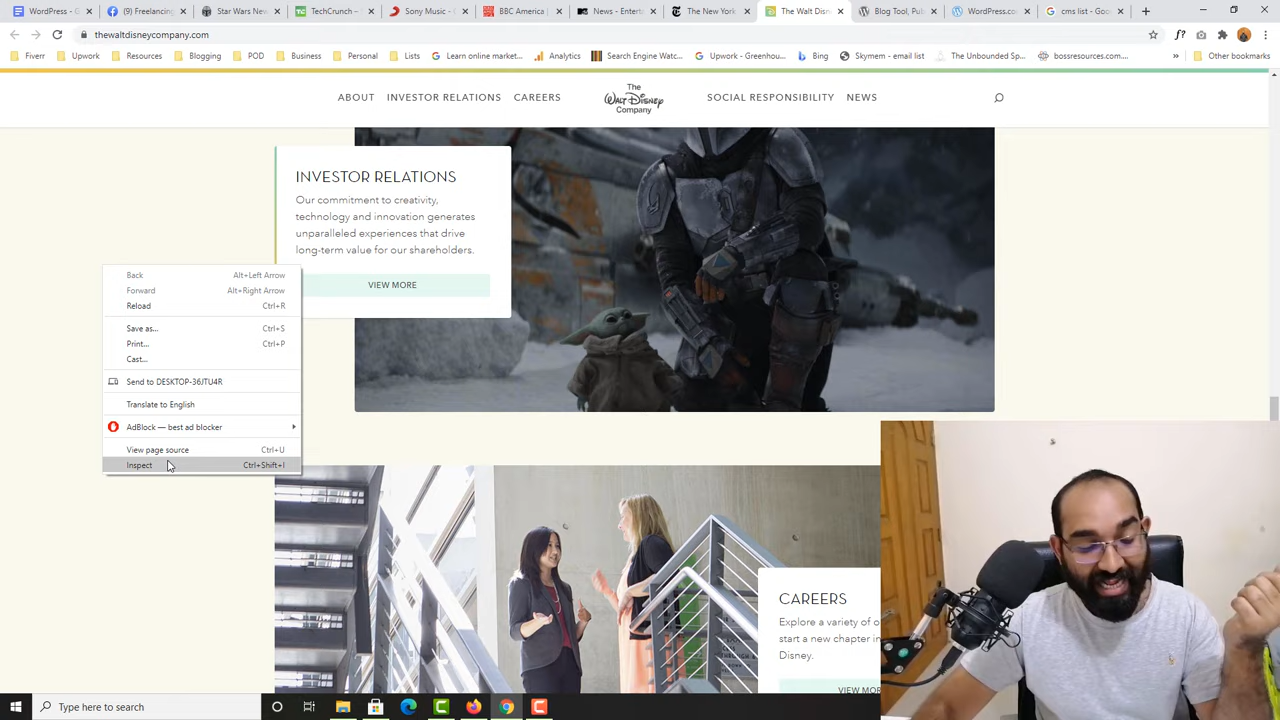 WordPress - G
(9) Freelancing
Star Wars New
TechCrunch –
Sony Music - C
BBC America |
News - Entert
The New York
The Walt Disn
Blog Tool, Pub
WordPress.co
cms list - Goo
thewaltdisneycompany.com
Fiverr
Upwork
Resources
Blogging
POD
Business
Personal
Lists
Learn online market...
Analytics
Search Engine Watc...
Upwork - Greenhou...
Bing
Skymem - email list
The Unbounded Sp...
bossresources.com...
Other bookmarks
ABOUT
INVESTOR RELATIONS
CAREERS
The
Walt Disney
Company
SOCIAL RESPONSIBILITY
NEWS
INVESTOR RELATIONS
Our commitment to creativity,
technology and innovation generates
unparalleled experiences that drive
long-term value for our shareholders.
VIEW MORE
Back Alt+Left Arrow
Forward Alt+Right Arrow
Reload Ctrl+R
Save as... Ctrl+S
Print... Ctrl+P
Cast...
Send to DESKTOP-36JTU4R
Translate to English
AdBlock — best ad blocker
View page source Ctrl+U
Inspect Ctrl+Shift+I
CAREERS
Explore a variety of o
start a new chapter i
Disney.
VIEW MOR
Type here to search